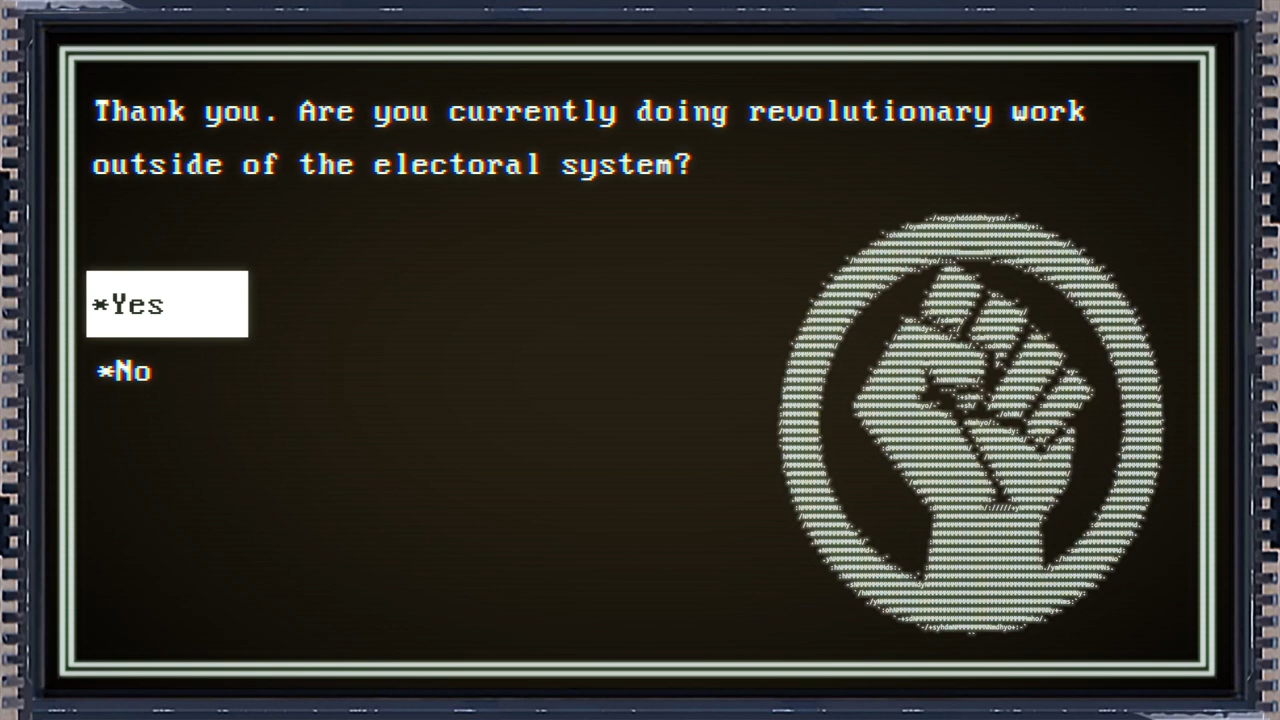 Thank you. Are you currently doing revolutionary work
outside of the electoral system?
*Yes
*No